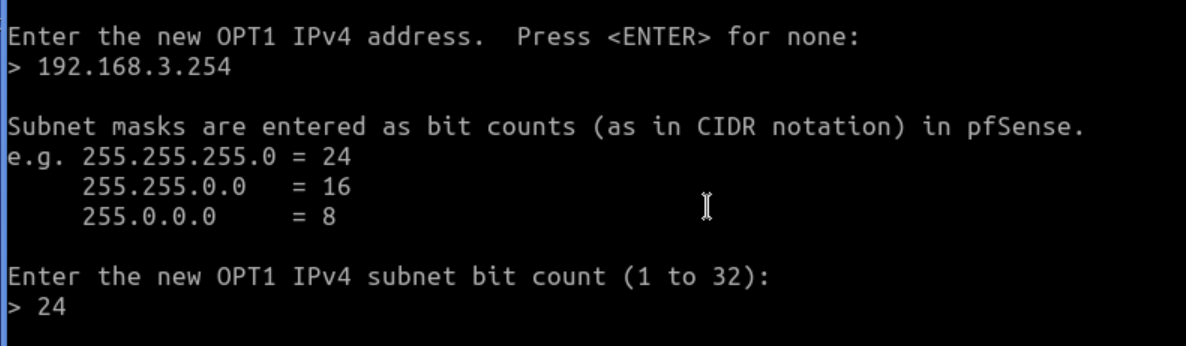 Enter the new OPT1 IPv4 address.  Press <ENTER> for none:
> 192.168.3.254
Subnet masks are entered as bit counts (as in CIDR notation) in pfSense.
e.g. 255.255.255.0 = 24
     255.255.0.0   = 16
     255.0.0.0     = 8
Enter the new OPT1 IPv4 subnet bit count (1 to 32):
> 24